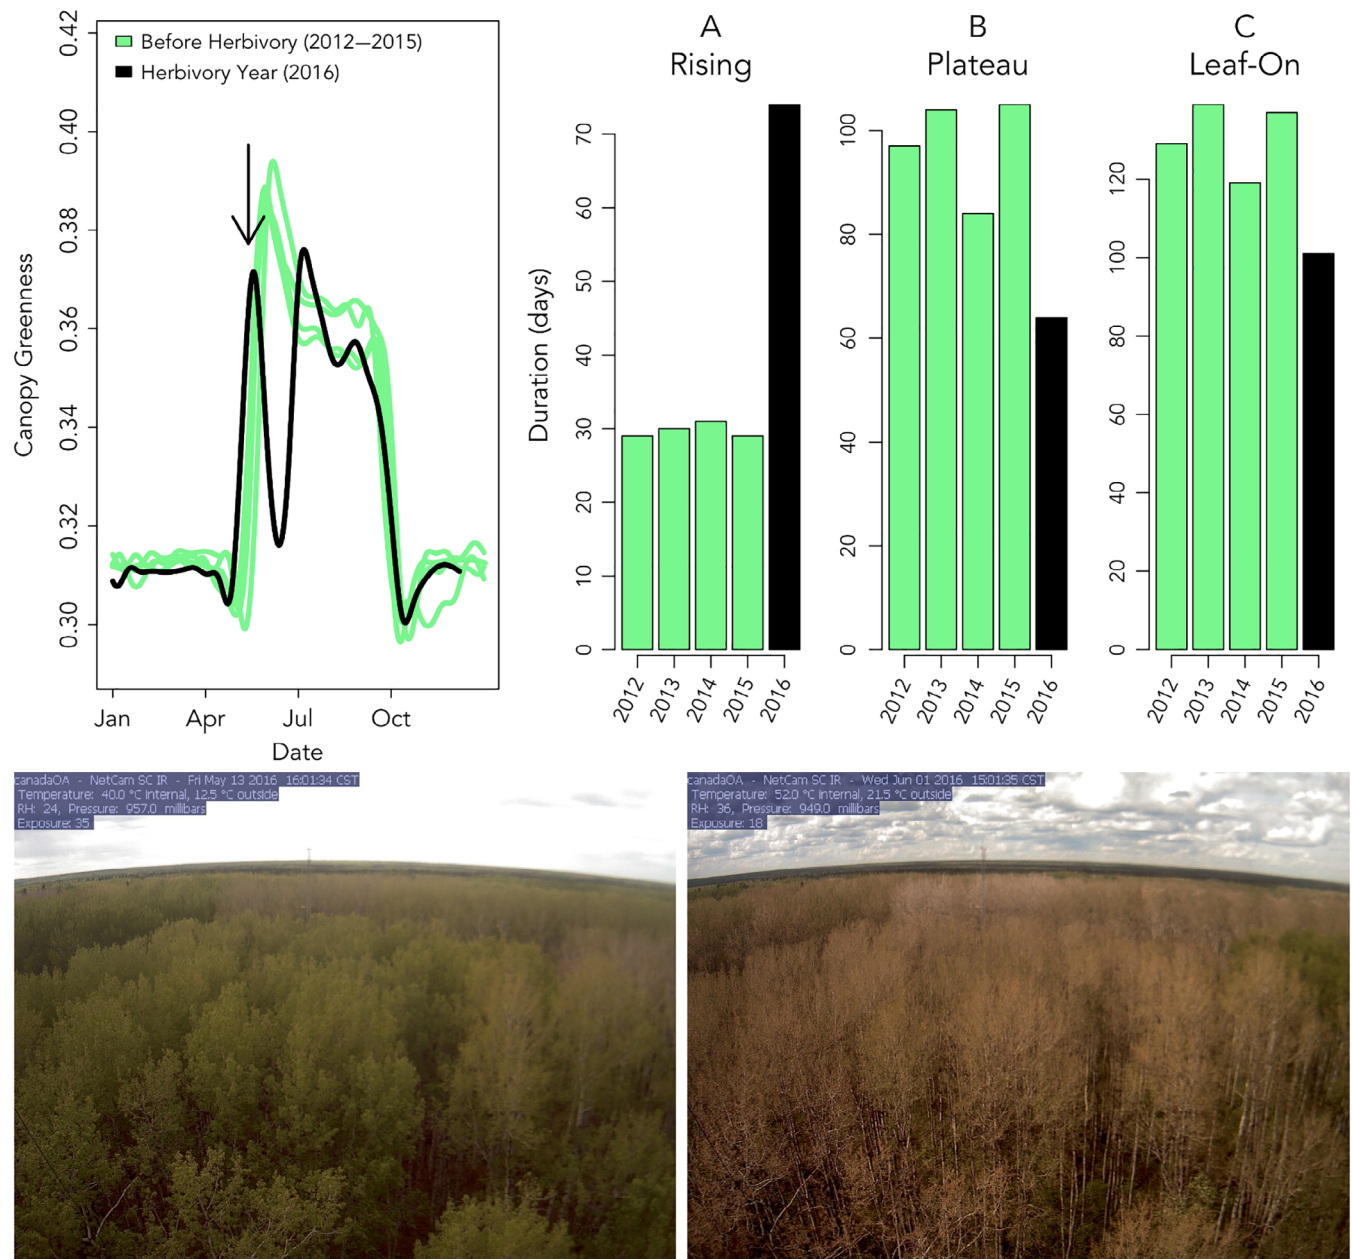 Before Herbivory (2012—2015)
Herbivory Year (2016)
Canopy Greenness
0.42
0.40
0.38
0.36
0.34
0.32
0.30
Jan Apr Jul Oct
Date
A
Rising
Duration (days)
70
60
50
40
30
20
10
0
2012 2013 2014 2015 2016
B
Plateau
100
80
60
40
20
0
2012 2013 2014 2015 2016
C
Leaf-On
120
100
80
60
40
20
0
2012 2013 2014 2015 2016
canadaOA - NetCam SC IR - Fri May 13 2016 16:01:34 CST
Temperature: 40.0 °C internal, 12.5 °C outside
RH: 24, Pressure: 957.0 millibars
Exposure: 35
canadaOA - NetCam SC IR - Wed Jun 01 2016 15:01:35 CST
Temperature: 52.0 °C internal, 21.5 °C outside
RH: 36, Pressure: 949.0 millibars
Exposure: 18